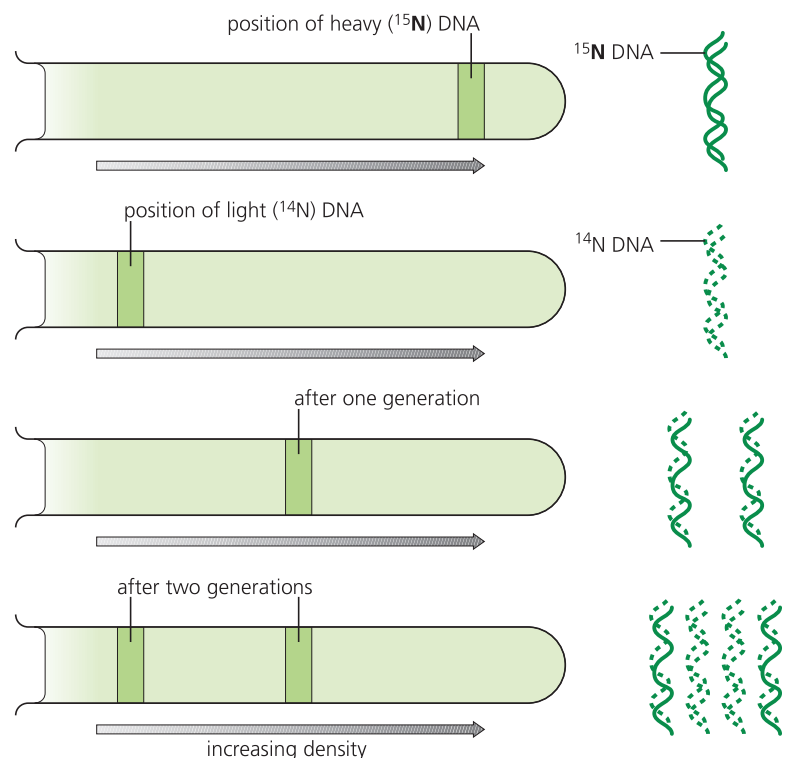 position of heavy (¹⁵N) DNA
¹⁵N DNA
position of light (¹⁴N) DNA
¹⁴N DNA
after one generation
after two generations
increasing density